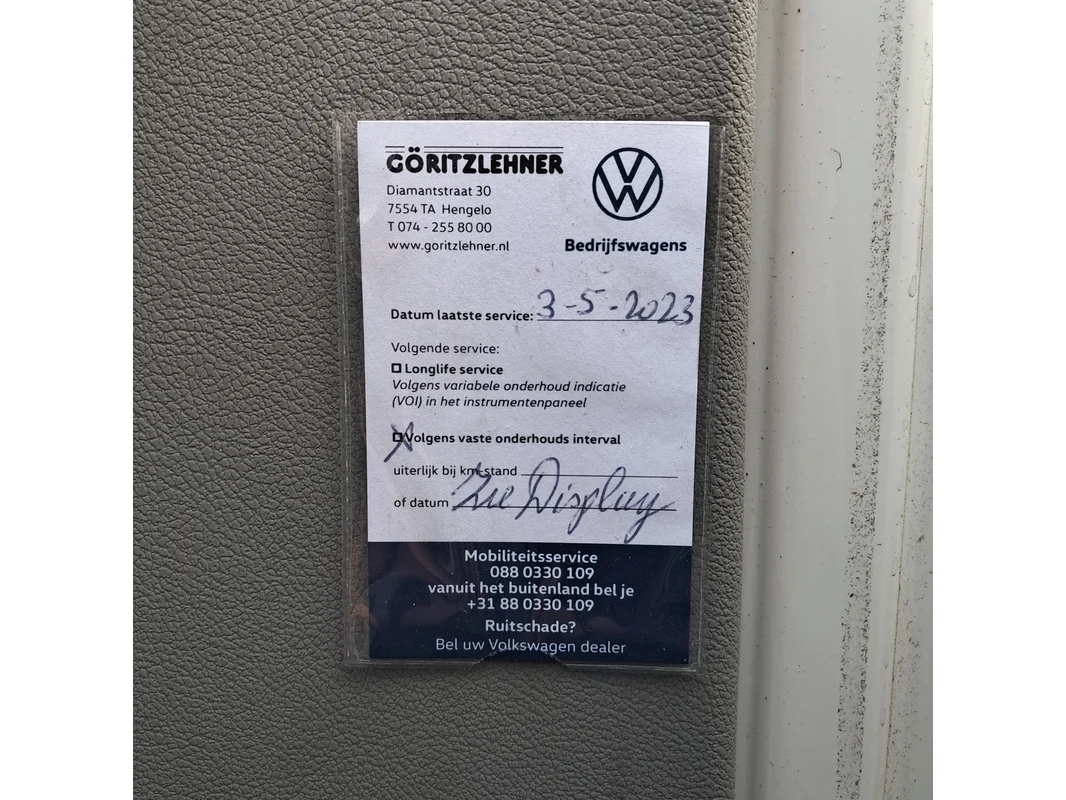 GÖRITZLEHNER
Diamantstraat 30
7554 TA Hengelo
T 074 - 255 80 00
www.goritzlehner.nl
Bedrijfswagens
Datum laatste service: 3-5-2023
Volgende service:
Longlife service
Volgens variabele onderhoud indicatie
(VOI) in het instrumentenpaneel
Volgens vaste onderhouds interval
uiterlijk bij km-stand
of datum Zie Display
Mobiliteitsservice
088 0330 109
vanuit het buitenland bel je
+31 88 0330 109
Ruitschade?
Bel uw Volkswagen dealer